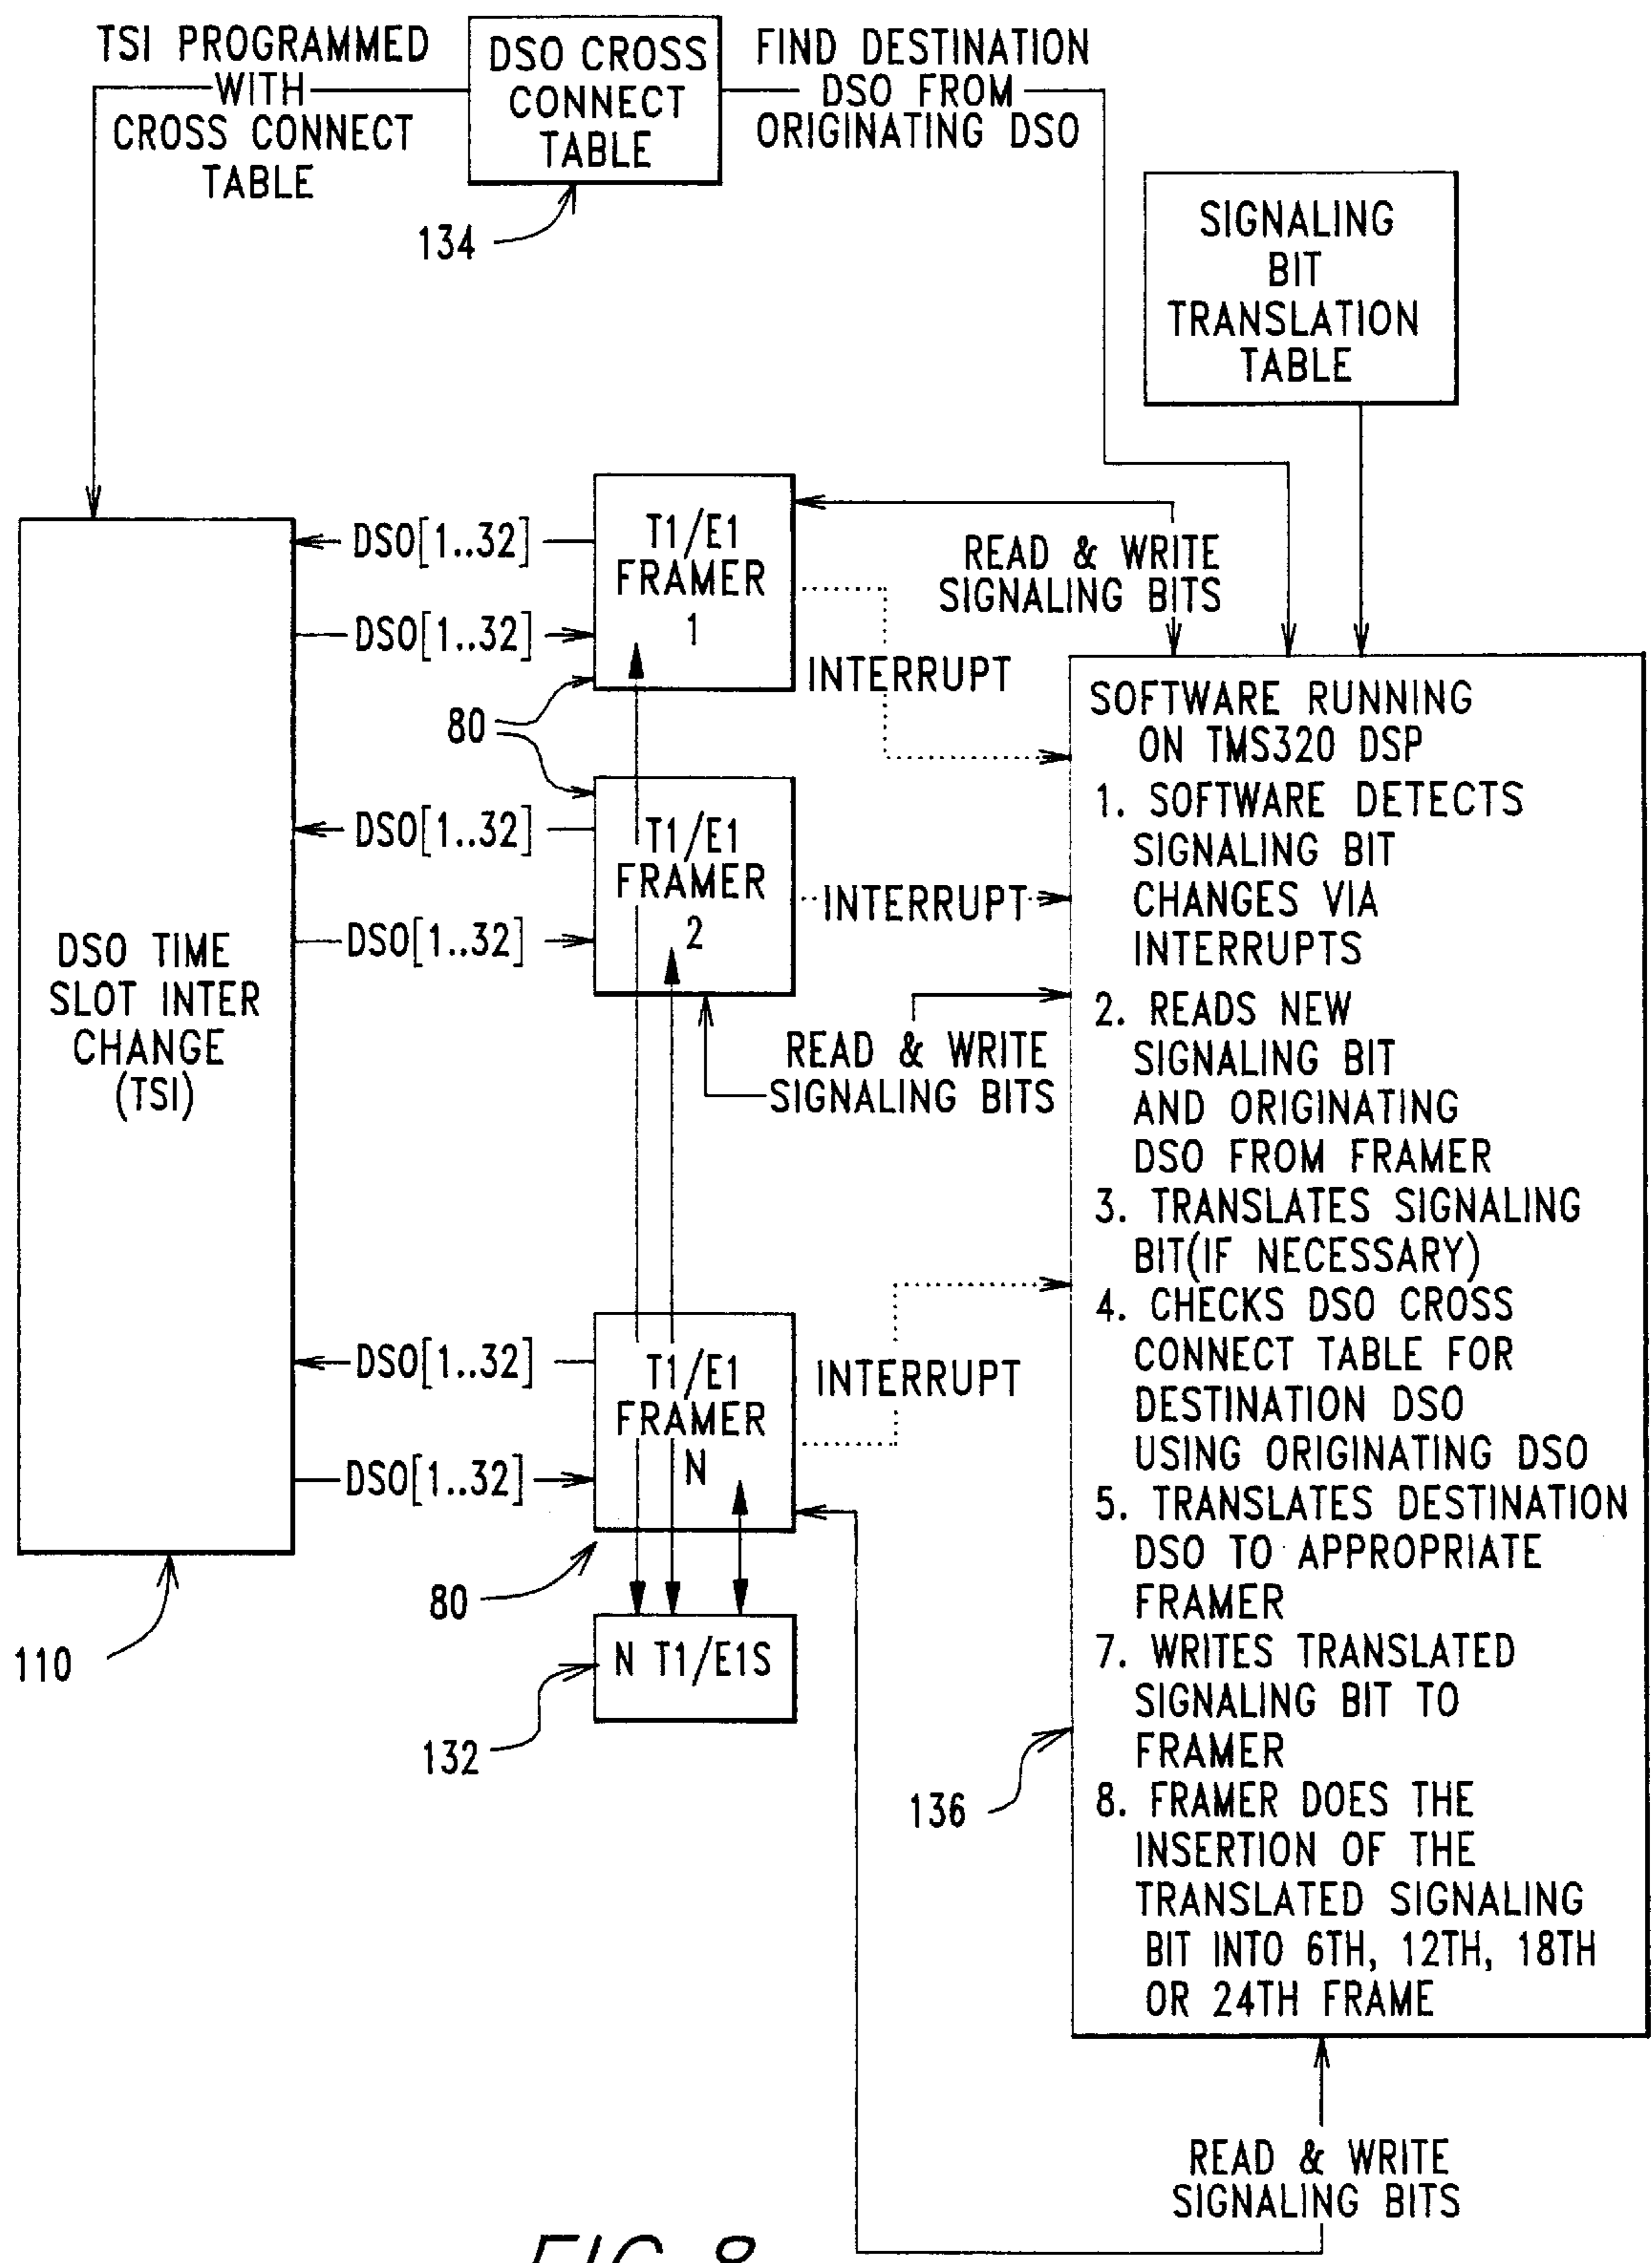 TSI PROGRAMMED
WITH
CROSS CONNECT
TABLE
DSO CROSS
CONNECT
TABLE
FIND DESTINATION
DSO FROM
ORIGINATING DSO
134
SIGNALING
BIT
TRANSLATION
TABLE
DSO TIME
SLOT INTER
CHANGE
(TSI)
110
DSO[1..32]
DSO[1..32]
T1/E1
FRAMER
1
READ & WRITE
SIGNALING BITS
INTERRUPT
80
DSO[1..32]
DSO[1..32]
T1/E1
FRAMER
2
INTERRUPT
READ & WRITE
SIGNALING BITS
DSO[1..32]
DSO[1..32]
T1/E1
FRAMER
N
INTERRUPT
80
N T1/E1S
132
SOFTWARE RUNNING
ON TMS320 DSP
1. SOFTWARE DETECTS
SIGNALING BIT
CHANGES VIA
INTERRUPTS
2. READS NEW
SIGNALING BIT
AND ORIGINATING
DSO FROM FRAMER
3. TRANSLATES SIGNALING
BIT(IF NECESSARY)
4. CHECKS DSO CROSS
CONNECT TABLE FOR
DESTINATION DSO
USING ORIGINATING DSO
5. TRANSLATES DESTINATION
DSO TO APPROPRIATE
FRAMER
7. WRITES TRANSLATED
SIGNALING BIT TO
FRAMER
8. FRAMER DOES THE
INSERTION OF THE
TRANSLATED SIGNALING
BIT INTO 6TH, 12TH, 18TH
OR 24TH FRAME
136
READ & WRITE
SIGNALING BITS
FIG. 8